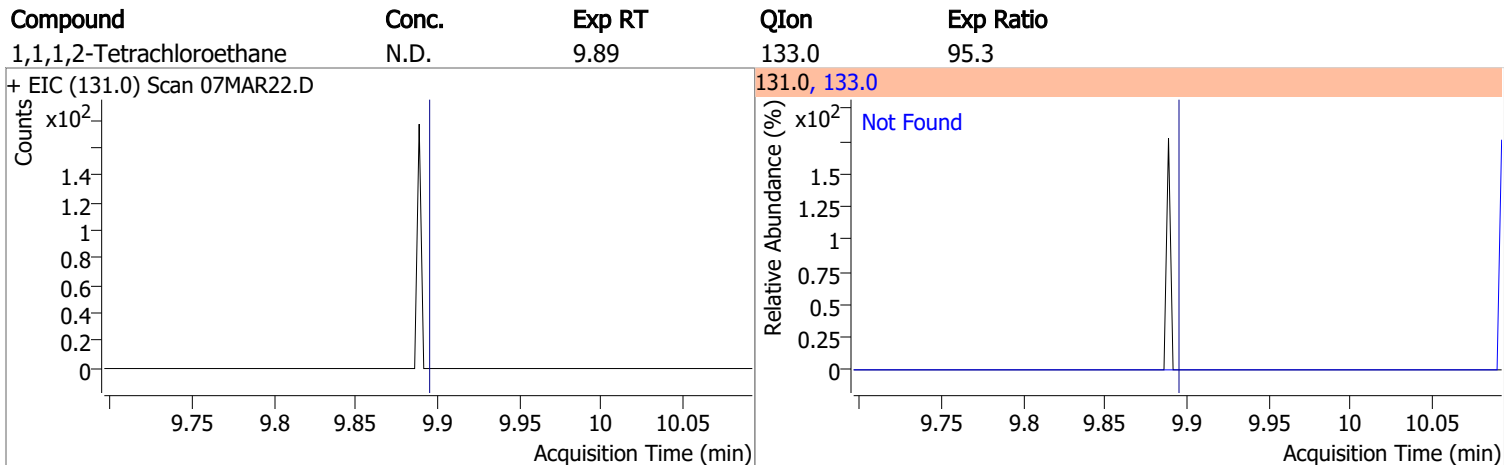 Compound Conc. Exp RT QIon Exp Ratio
1,1,1,2-Tetrachloroethane N.D. 9.89 133.0 95.3
+ EIC (131.0) Scan 07MAR22.D
Counts
x10²
1.4
1.2
1
0.8
0.6
0.4
0.2
0
9.75 9.8 9.85 9.9 9.95 10 10.05
Acquisition Time (min)
131.0, 133.0
Relative Abundance (%)
x10²
Not Found
1.5
1.25
1
0.75
0.5
0.25
0
9.75 9.8 9.85 9.9 9.95 10 10.05
Acquisition Time (min)